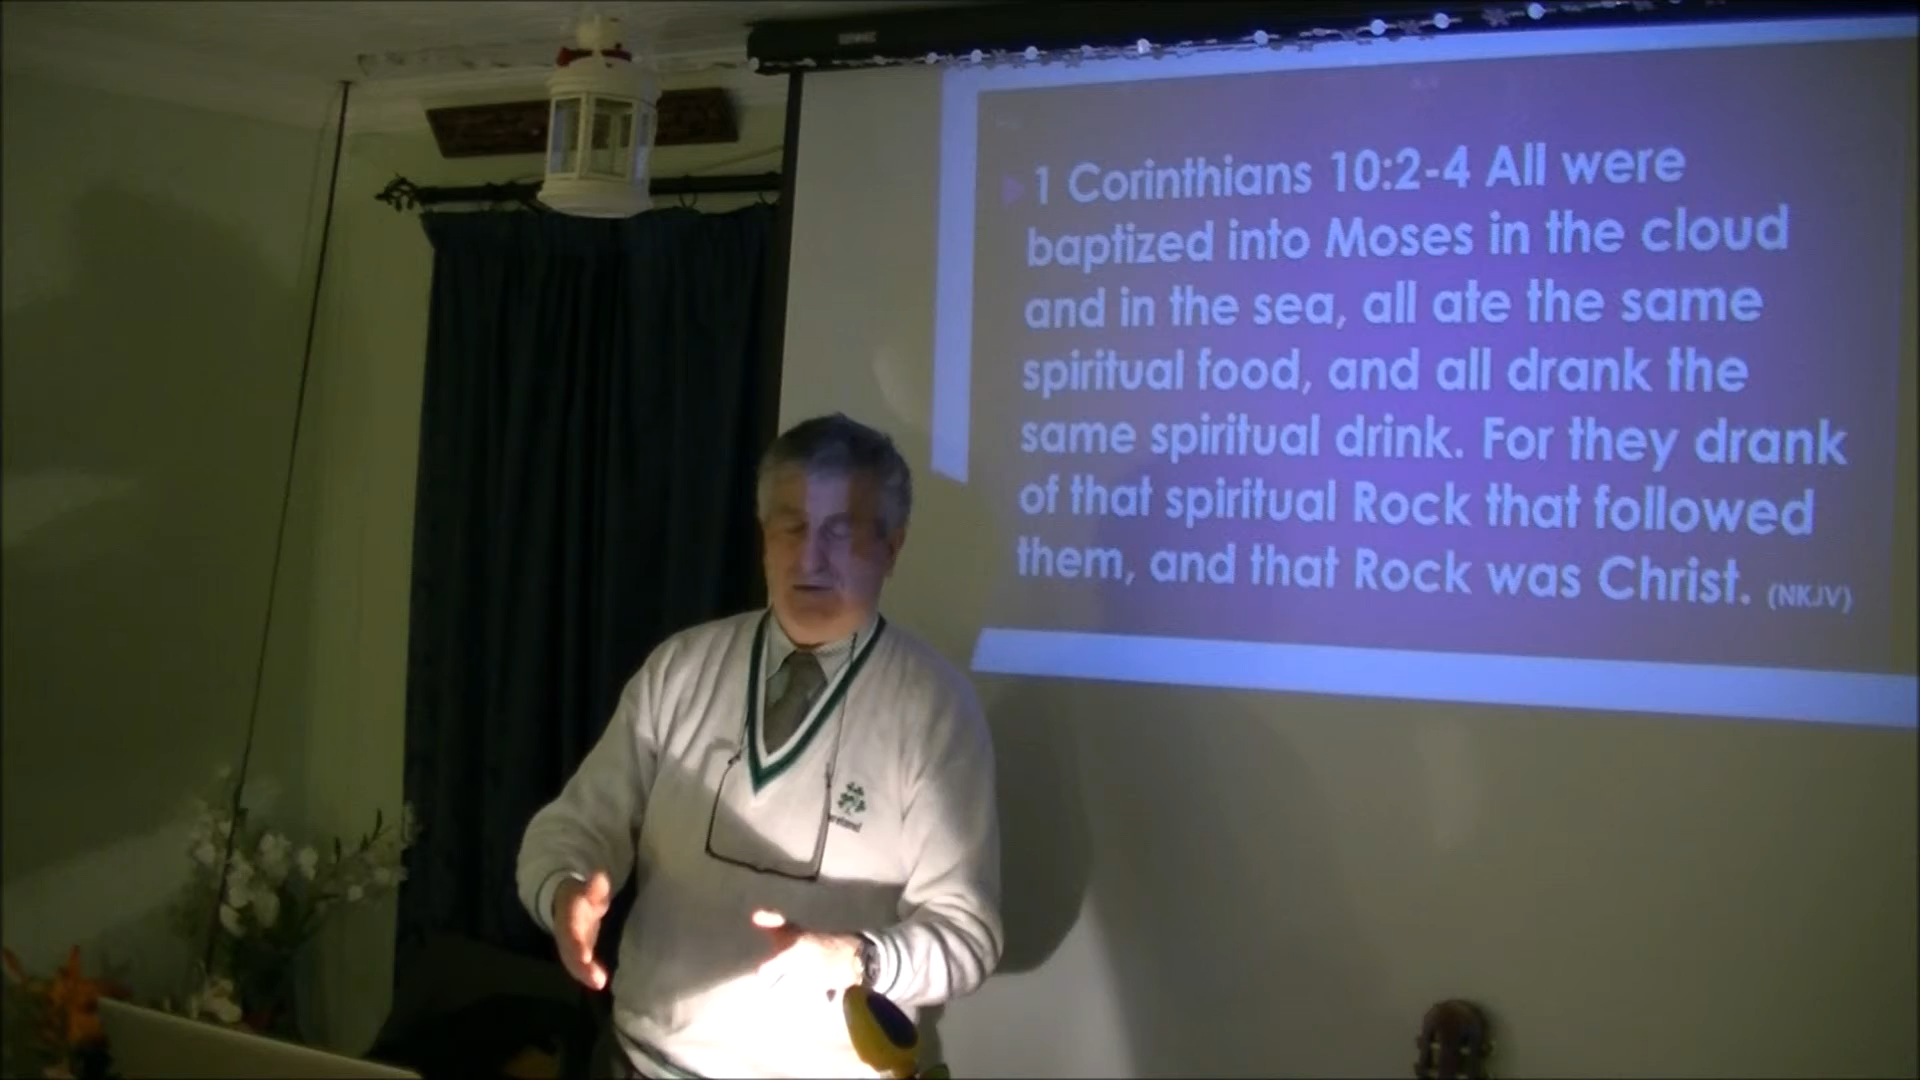 1 Corinthians 10:2-4 All were
baptized into Moses in the cloud
and in the sea, all ate the same
spiritual food, and all drank the
same spiritual drink. For they drank
of that spiritual Rock that followed
them, and that Rock was Christ. (NKJV)